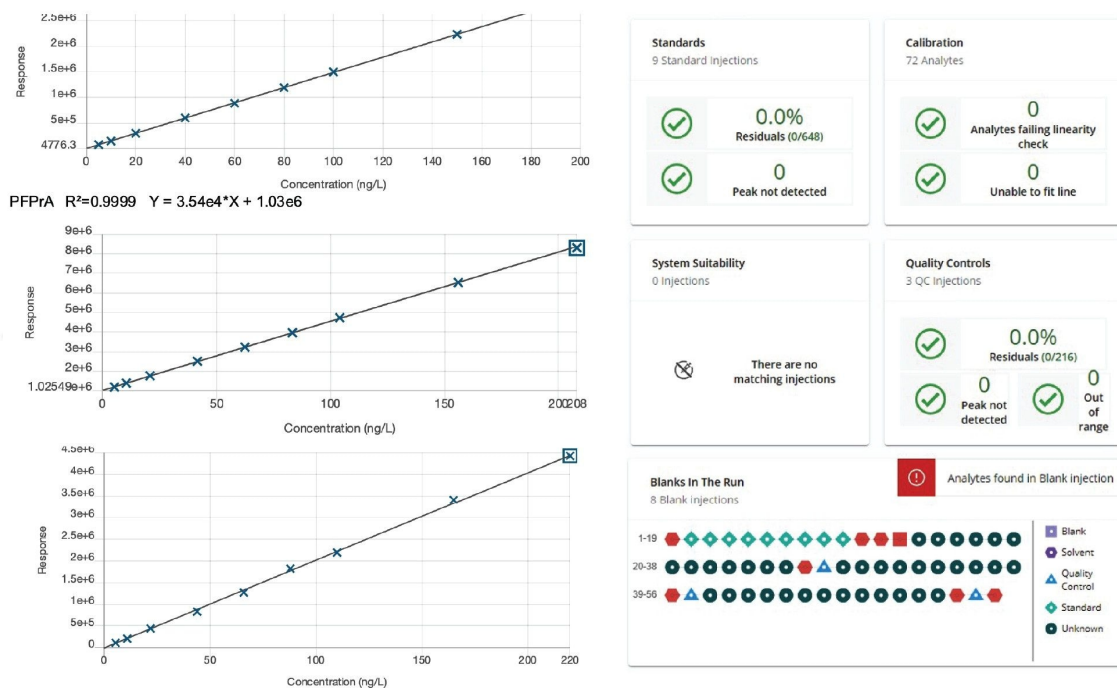 2.5e+6
2e+6
1.5e+6
1e+6
5e+5
4776.3
Response
0 20 40 60 80 100 120 140 160 180 200
Concentration (ng/L)
PFPrA R²=0.9999 Y = 3.54e4*X + 1.03e6
9e+6
8e+6
7e+6
6e+6
5e+6
4e+6
3e+6
2e+6
1.02549e+6
Response
0 50 100 150 200 208
Concentration (ng/L)
4.5e+6
3.5e+6
2.5e+6
2e+6
1.5e+6
1e+6
5e+5
0
Response
0 50 100 150 200 220
Concentration (ng/L)
Standards
9 Standard Injections
0.0%
Residuals (0/648)
0
Peak not detected
Calibration
72 Analytes
0
Analytes failing linearity
check
0
Unable to fit line
System Suitability
0 Injections
There are no
matching injections
Quality Controls
3 QC Injections
0.0%
Residuals (0/216)
0
Peak not
detected
0
Out
of
range
Blanks In The Run
8 Blank injections
Analytes found in Blank injection
1-19
20-38
39-56
Blank
Solvent
Quality
Control
Standard
Unknown